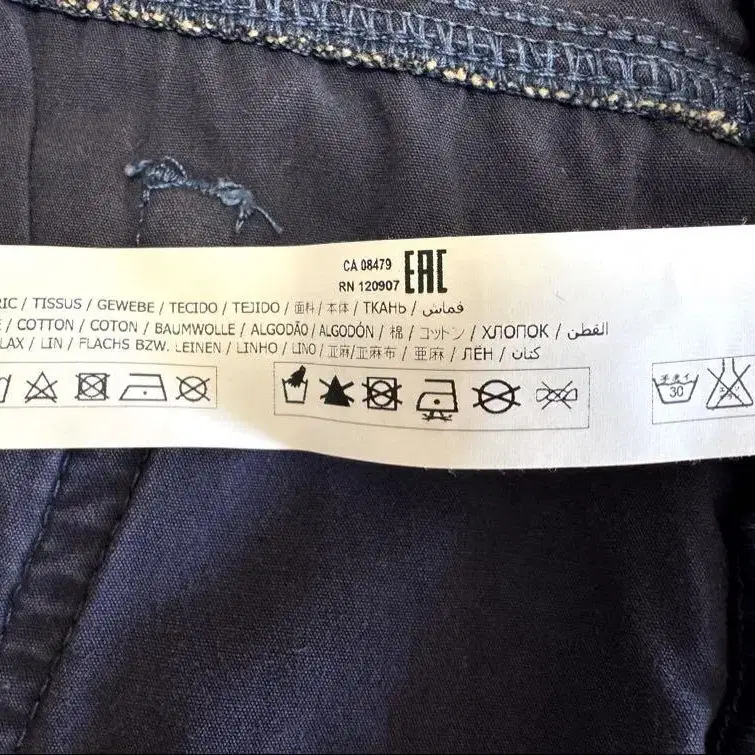 CA 08479
RN 120907 EAC
RIC / TISSUS / GEWEBE / TECIDO / TEJIDO / 面料 / 本体 / ТКАНЬ / قماش
/ COTTON / COTON / BAUMWOLLE / ALGODÃO / ALGODÓN / 棉 / コットン / ХЛОПОК / القطن
LAX / LIN / FLACHS BZW. LEINEN / LINHO / LINO / 亚麻/亚麻布 / 亜麻 / ЛЁН / كتان
30